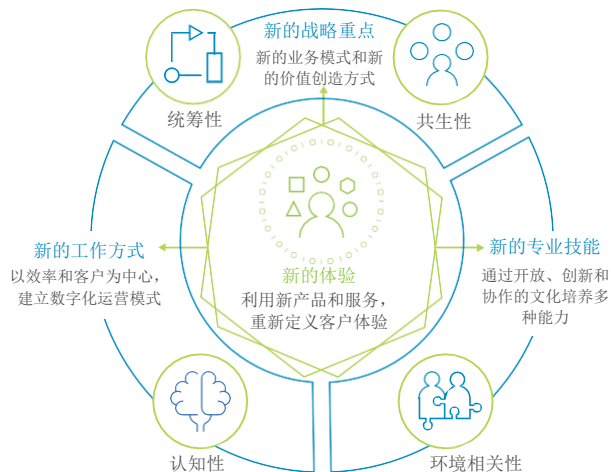 新的战略重点
新的业务模式和新
的价值创造方式
统筹性
共生性
新的工作方式
以效率和客户为中心，
建立数字化运营模式
新的体验
利用新产品和服务，
重新定义客户体验
新的专业技能
通过开放、创新和
协作的文化培养多
种能力
认知性
环境相关性